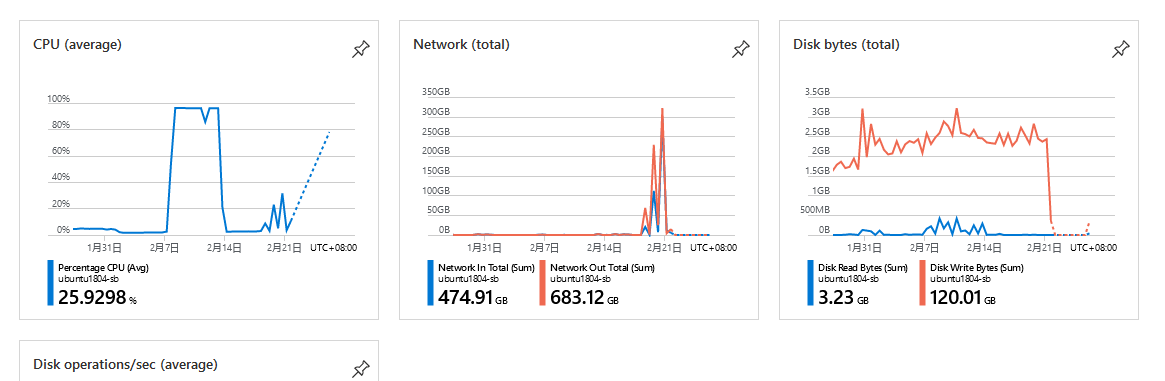 CPU (average)
100%
80%
60%
40%
20%
0%
1月31日 2月7日 2月14日 2月21日 UTC+08:00
Percentage CPU (Avg)
ubuntu1804-sb
25.9298 %
Network (total)
350GB
300GB
250GB
200GB
150GB
100GB
50GB
0B
1月31日 2月7日 2月14日 2月21日 UTC+08:00
Network In Total (Sum)
ubuntu1804-sb
474.91 GB
Network Out Total (Sum)
ubuntu1804-sb
683.12 GB
Disk bytes (total)
3.5GB
3GB
2.5GB
2GB
1.5GB
1GB
500MB
0B
1月31日 2月7日 2月14日 2月21日 UTC+08:00
Disk Read Bytes (Sum)
ubuntu1804-sb
3.23 GB
Disk Write Bytes (Sum)
ubuntu1804-sb
120.01 GB
Disk operations/sec (average)